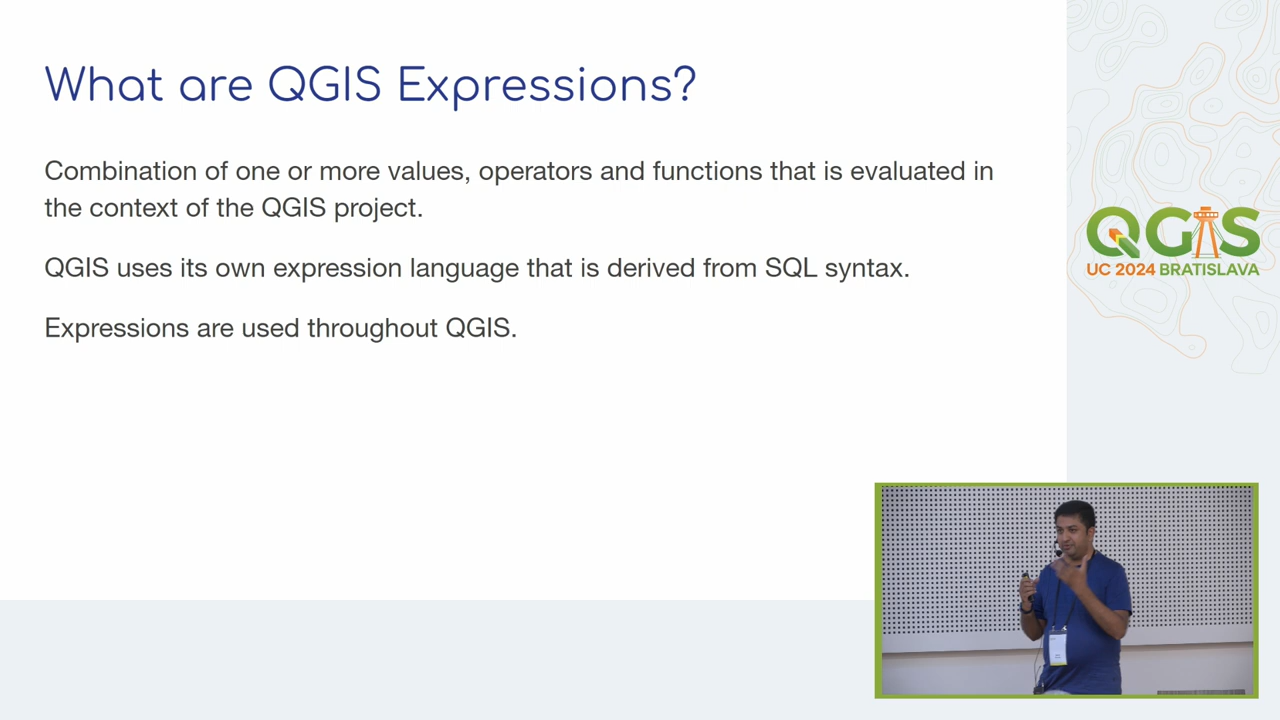 What are QGIS Expressions?
Combination of one or more values, operators and functions that is evaluated in
the context of the QGIS project.
QGIS uses its own expression language that is derived from SQL syntax.
Expressions are used throughout QGIS.
QGIS
UC 2024 BRATISLAVA